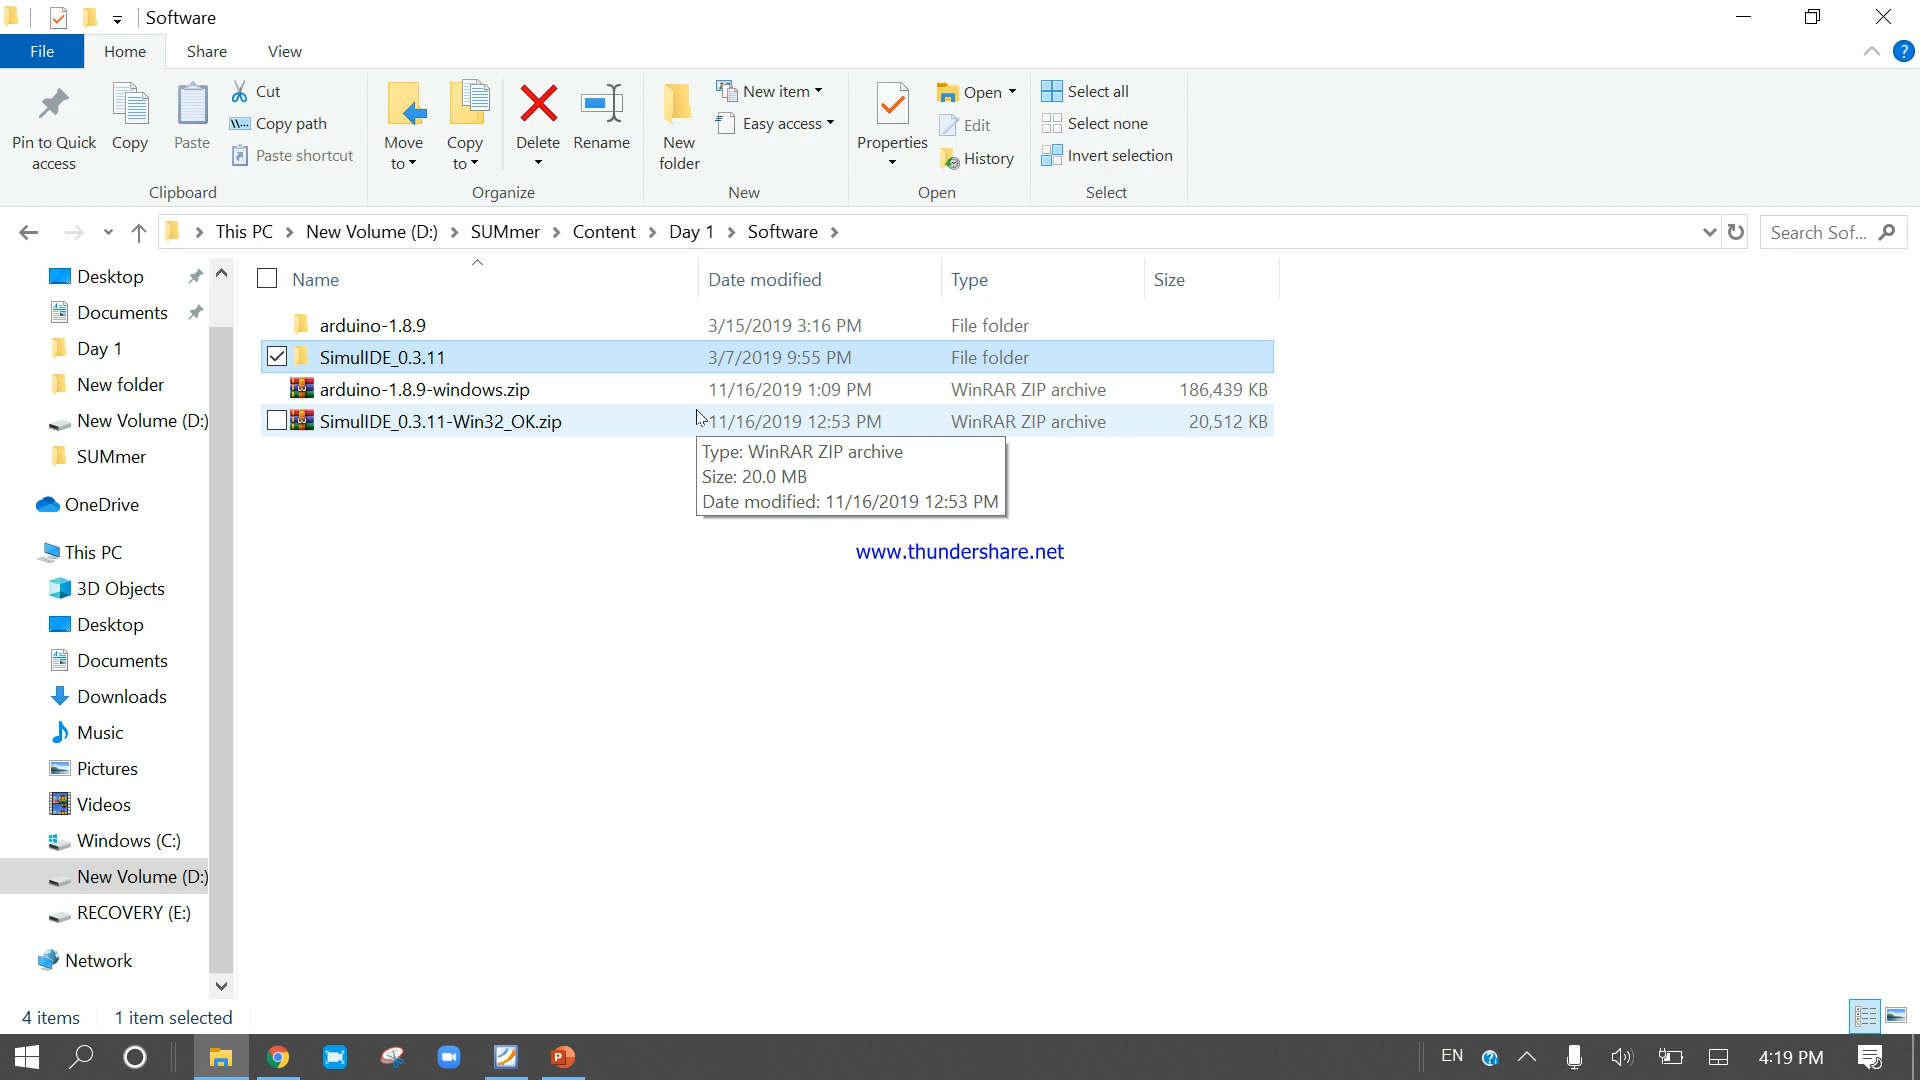 Software
File Home Share View
Pin to Quick access
Copy
Paste
Cut
Copy path
Paste shortcut
Clipboard
Move to
Copy to
Delete
Rename
Organize
New folder
New item
Easy access
New
Properties
Open
Edit
History
Open
Select all
Select none
Invert selection
Select
This PC > New Volume (D:) > SUMmer > Content > Day 1 > Software >
Search Sof...
Desktop
Documents
Day 1
New folder
New Volume (D:)
SUMmer
OneDrive
This PC
3D Objects
Desktop
Documents
Downloads
Music
Pictures
Videos
Windows (C:)
New Volume (D:)
RECOVERY (E:)
Network
Name Date modified Type Size
arduino-1.8.9 3/15/2019 3:16 PM File folder
SimulIDE_0.3.11 3/7/2019 9:55 PM File folder
arduino-1.8.9-windows.zip 11/16/2019 1:09 PM WinRAR ZIP archive 186,439 KB
SimulIDE_0.3.11-Win32_OK.zip 11/16/2019 12:53 PM WinRAR ZIP archive 20,512 KB
Type: WinRAR ZIP archive
Size: 20.0 MB
Date modified: 11/16/2019 12:53 PM
www.thundershare.net
4 items 1 item selected
EN 4:19 PM